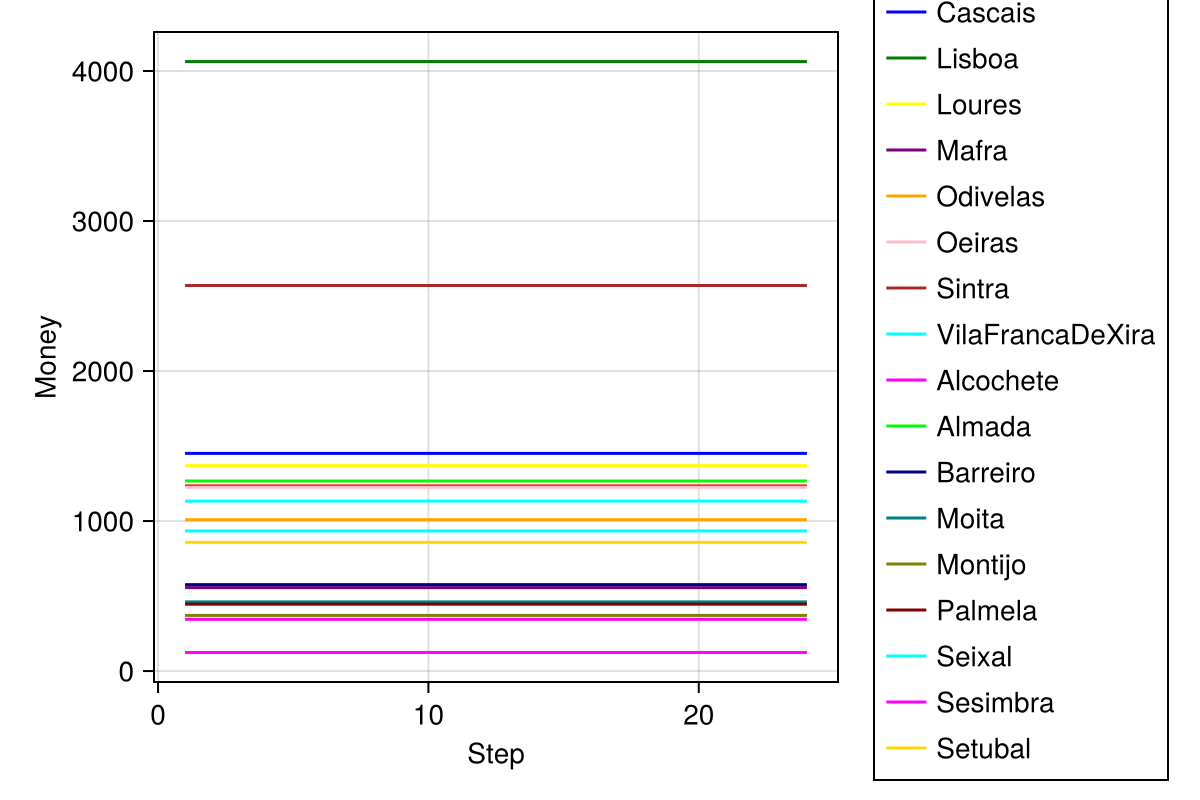 4000
3000
2000
1000
0
Money
0
10
20
Step
Cascais
Lisboa
Loures
Mafra
Odivelas
Oeiras
Sintra
VilaFrancaDeXira
Alcochete
Almada
Barreiro
Moita
Montijo
Palmela
Seixal
Sesimbra
Setubal